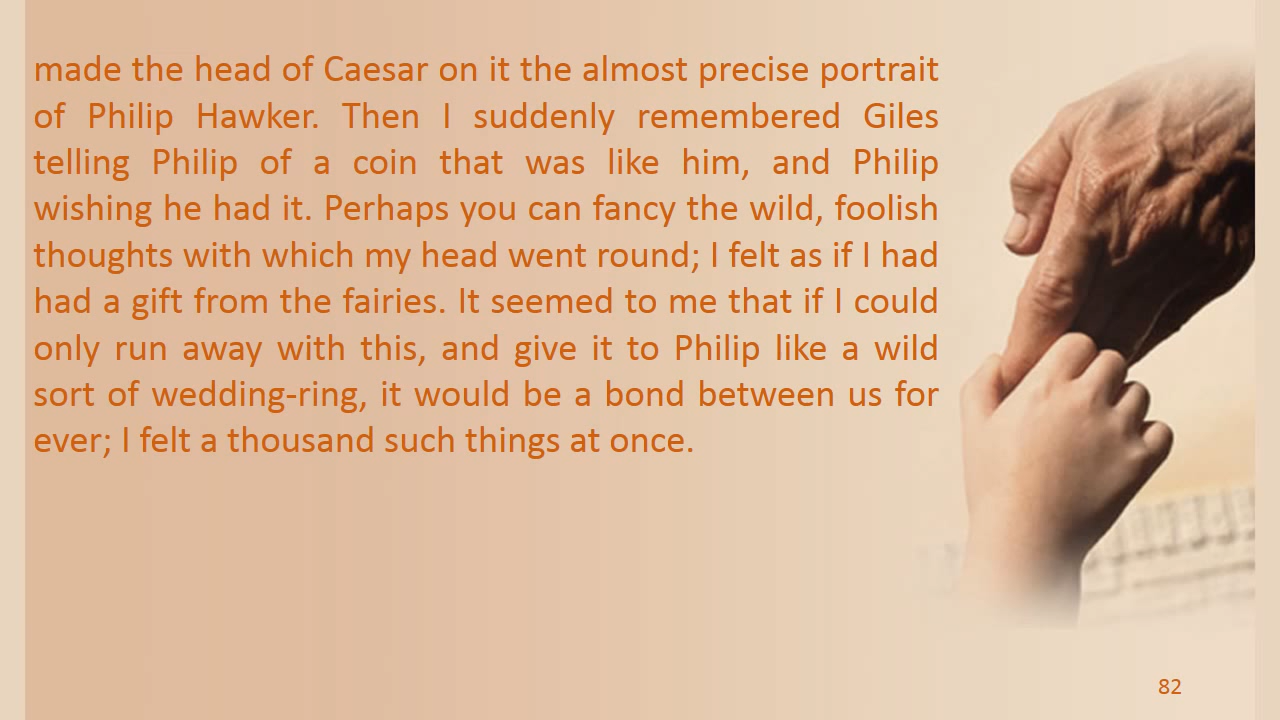 made the head of Caesar on it the almost precise portrait
of Philip Hawker. Then I suddenly remembered Giles
telling Philip of a coin that was like him, and Philip
wishing he had it. Perhaps you can fancy the wild, foolish
thoughts with which my head went round; I felt as if I had
had a gift from the fairies. It seemed to me that if I could
only run away with this, and give it to Philip like a wild
sort of wedding-ring, it would be a bond between us for
ever; I felt a thousand such things at once.
82